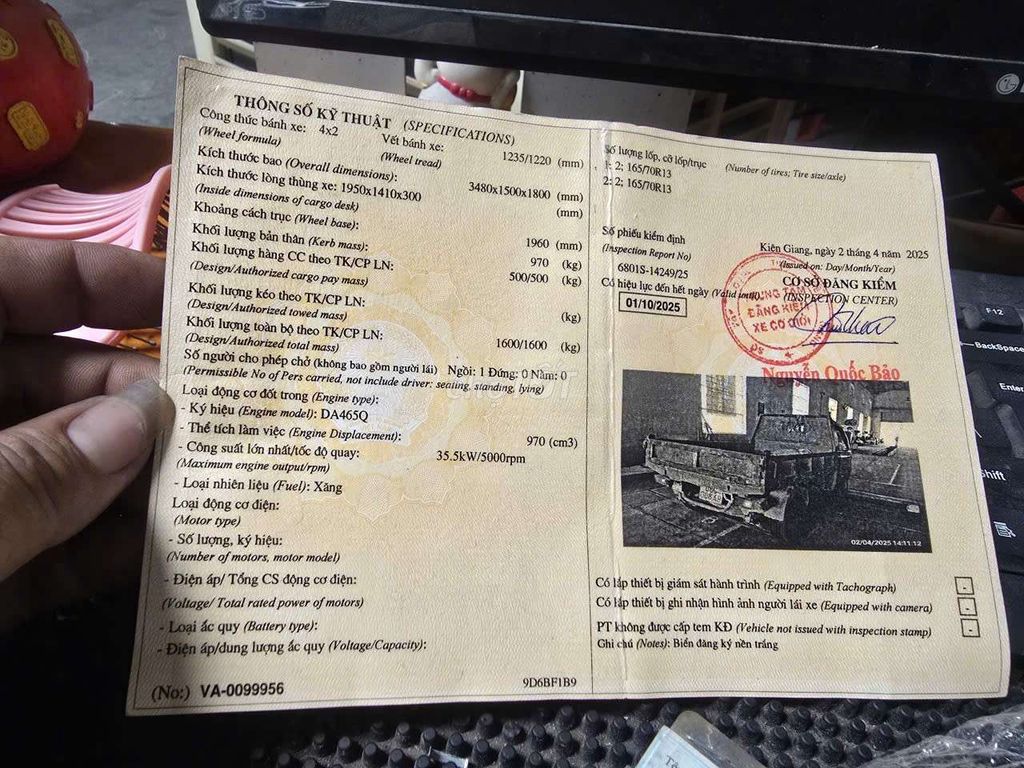 THÔNG SỐ KỸ THUẬT (SPECIFICATIONS)
Công thức bánh xe: 4x2 Vết bánh xe: 1235/1220 (mm)
(Wheel formula) (Wheel tread)
Kích thước bao (Overall dimensions): 3480x1500x1800 (mm)
Kích thước lòng thùng xe: 1950x1410x300 (mm)
(Inside dimensions of cargo desk)
Khoảng cách trục (Wheel base): 1960 (mm)
Khối lượng bản thân (Kerb mass): 970 (kg)
Khối lượng hàng CC theo TK/CP LN: 500/500 (kg)
(Design/Authorized cargo pay mass)
Khối lượng kéo theo TK/CP LN: (kg)
(Design/Authorized towed mass)
Khối lượng toàn bộ theo TK/CP LN: 1600/1600 (kg)
(Design/Authorized total mass)
Số người cho phép chở (không bao gồm người lái) Ngồi: 1 Đứng: 0 Nằm: 0
(Permissible No of Pers carried, not include driver: seating, standing, lying)
Loại động cơ đốt trong (Engine type):
- Ký hiệu (Engine model): DA465Q
- Thể tích làm việc (Engine Displacement): 970 (cm3)
- Công suất lớn nhất/tốc độ quay: 35.5kW/5000rpm
(Maximum engine output/rpm)
- Loại nhiên liệu (Fuel): Xăng
Loại động cơ điện:
(Motor type)
- Số lượng, ký hiệu:
(Number of motors, motor model)
- Điện áp/ Tổng CS động cơ điện:
(Voltage/ Total rated power of motors)
- Loại ắc quy (Battery type):
- Điện áp/dung lượng ắc quy (Voltage/Capacity):
(No:) VA-0099956
9D6BF1B9
Số lượng lốp, cỡ lốp/trục (Number of tires; Tire size/axle)
1: 2; 165/70R13
2: 2; 165/70R13
Số phiếu kiểm định
(Inspection Report No)
6801S-14249/25
Có hiệu lực đến hết ngày (Valid until)
01/10/2025
Kiên Giang, ngày 2 tháng 4 năm 2025
(Issued on: Day/Month/Year)
CƠ SỞ ĐĂNG KIỂM
(INSPECTION CENTER)
TRUNG TÂM
ĐĂNG KIỂM
XE CƠ GIỚI
Nguyễn Quốc Bảo
02/04/2025 14:11:12
Có lắp thiết bị giám sát hành trình (Equipped with Tachograph) -
Có lắp thiết bị ghi nhận hình ảnh người lái xe (Equipped with camera) -
PT không được cấp tem KĐ (Vehicle not issued with inspection stamp) -
Ghi chú (Notes): Biển đăng ký nền trắng
F12
BackSpace
Enter
Shift
LG